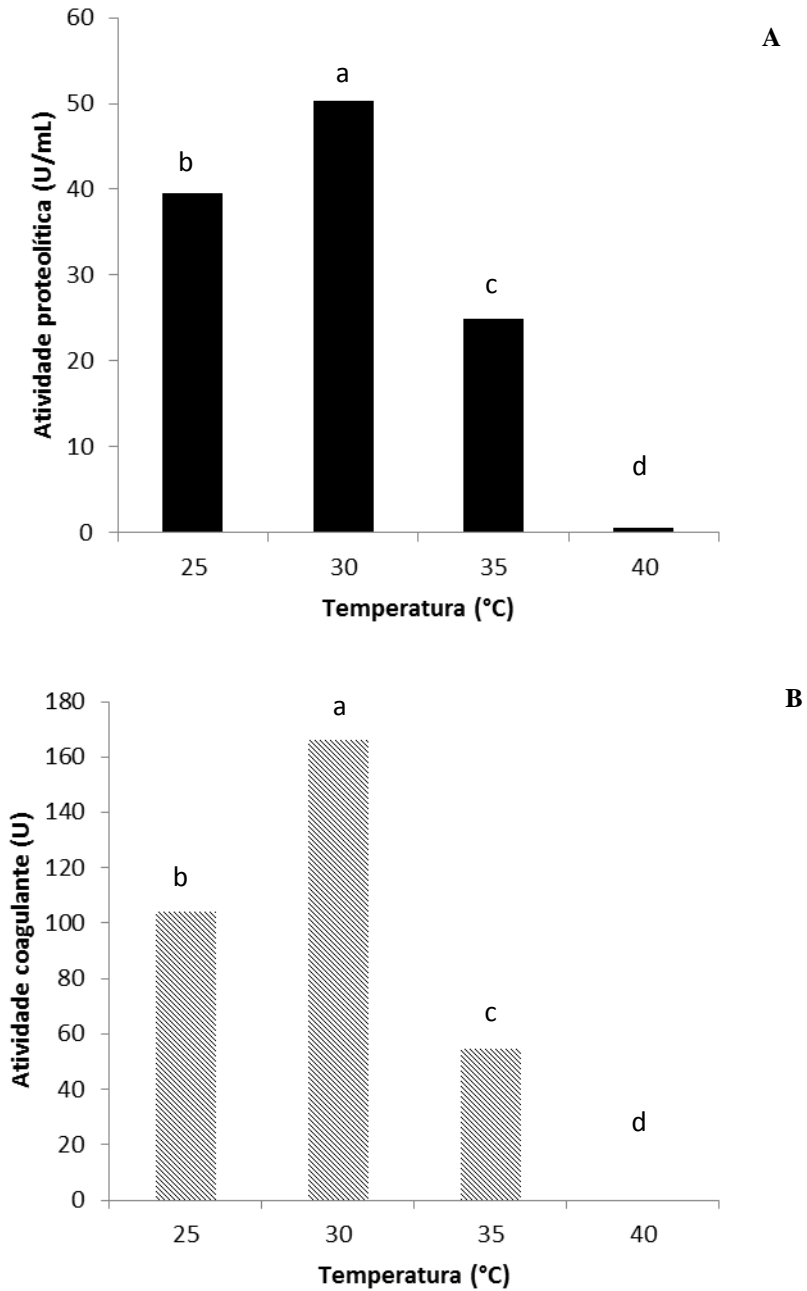 A
Atividade proteolítica (U/mL)
60
50
40
30
20
10
0
b
a
c
d
25 30 35 40
Temperatura (°C)
B
Atividade coagulante (U)
180
160
140
120
100
80
60
40
20
0
b
a
c
d
25 30 35 40
Temperatura (°C)